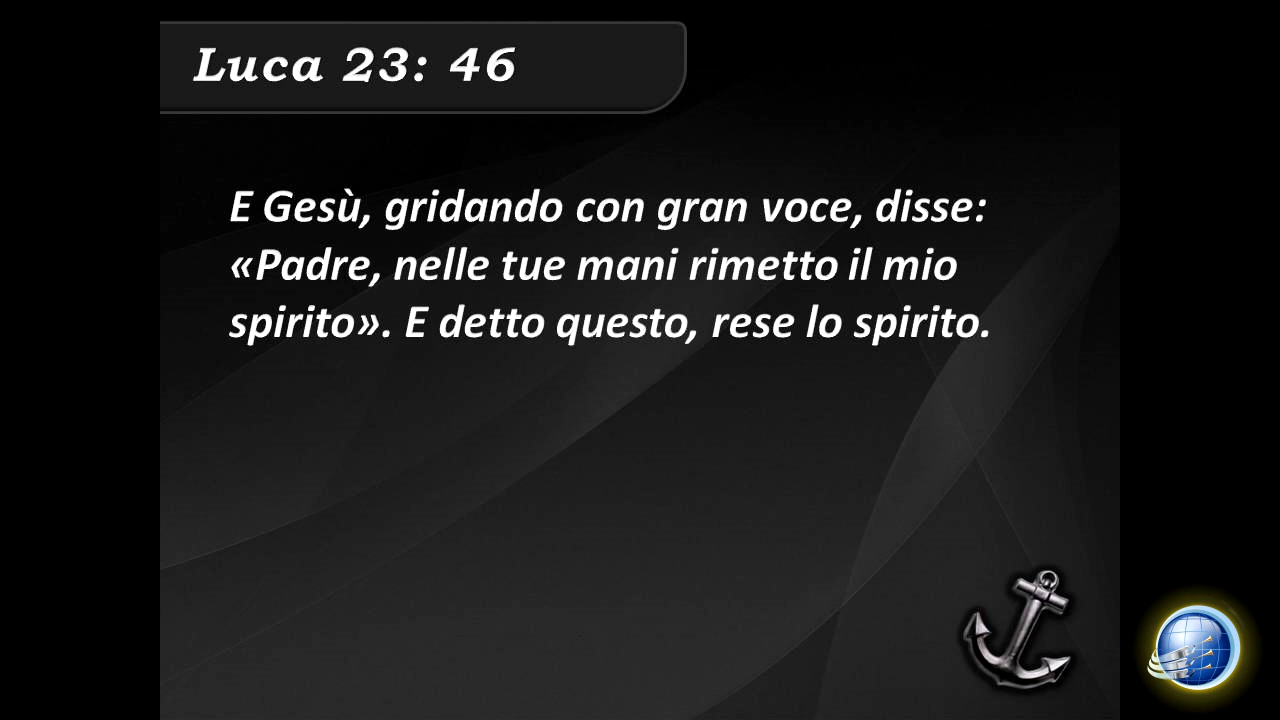 Luca 23: 46
E Gesù, gridando con gran voce, disse:
«Padre, nelle tue mani rimetto il mio
spirito». E detto questo, rese lo spirito.